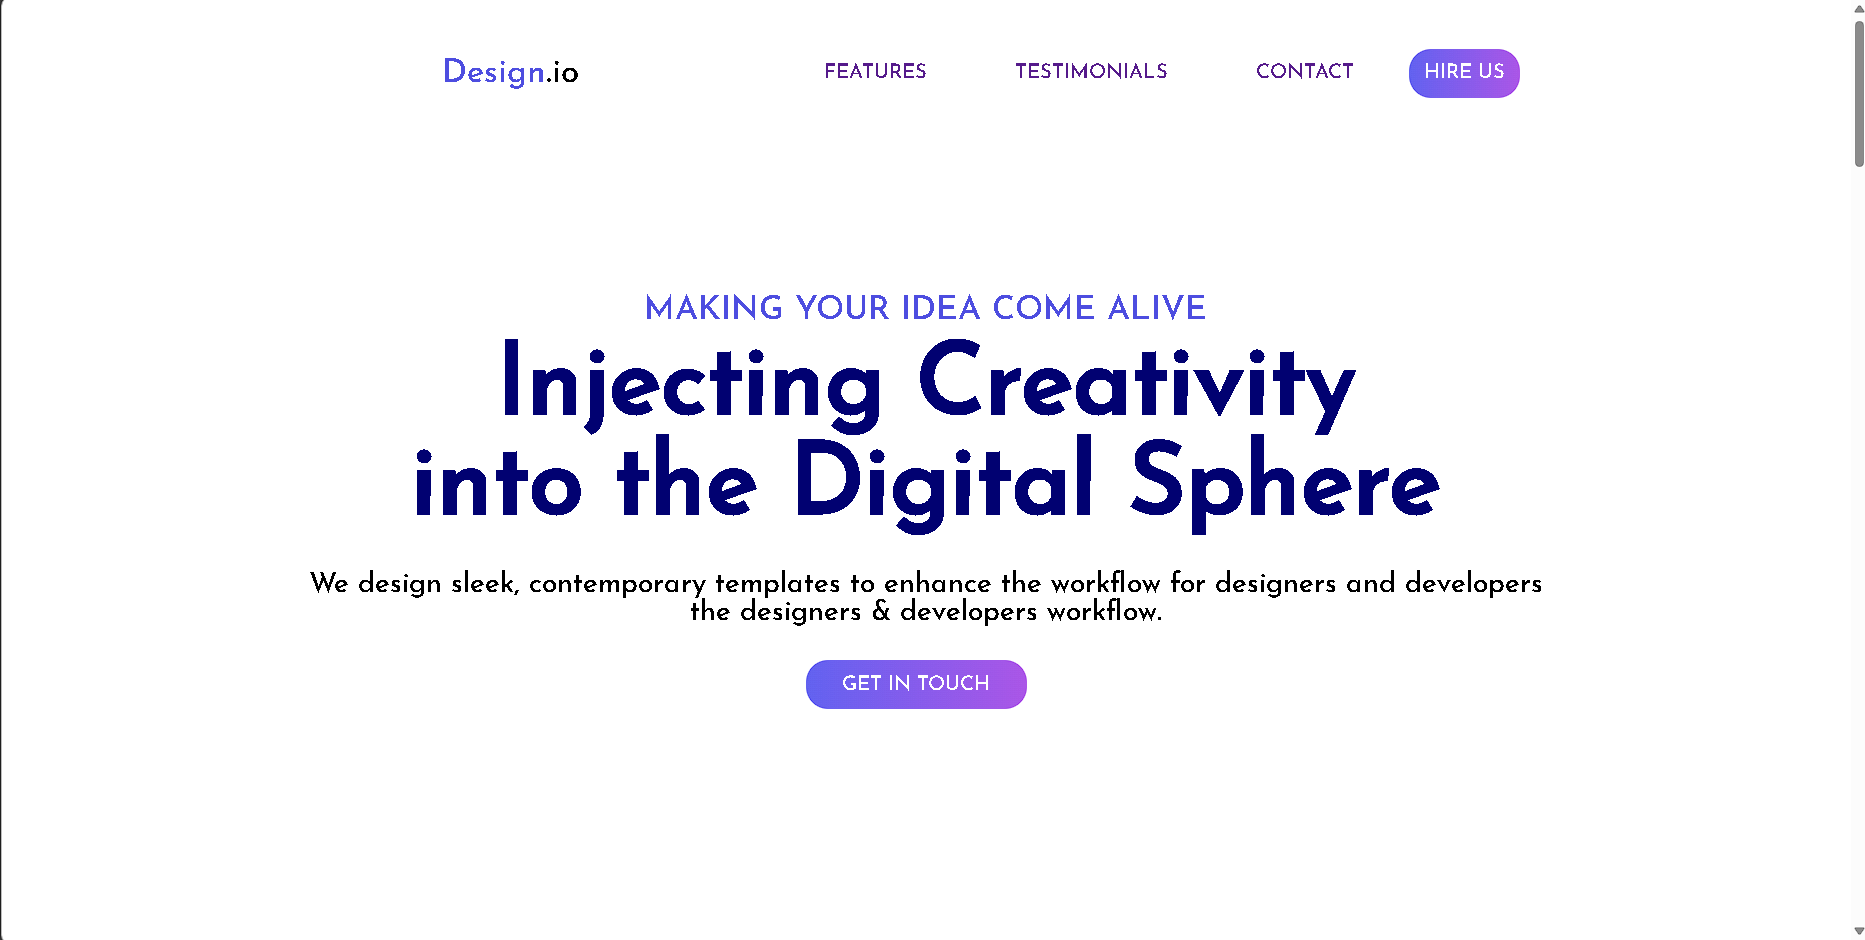 Design.io
FEATURES
TESTIMONIALS
CONTACT
HIRE US
MAKING YOUR IDEA COME ALIVE
Injecting Creativity
into the Digital Sphere
We design sleek, contemporary templates to enhance the workflow for designers and developers
the designers & developers workflow.
GET IN TOUCH